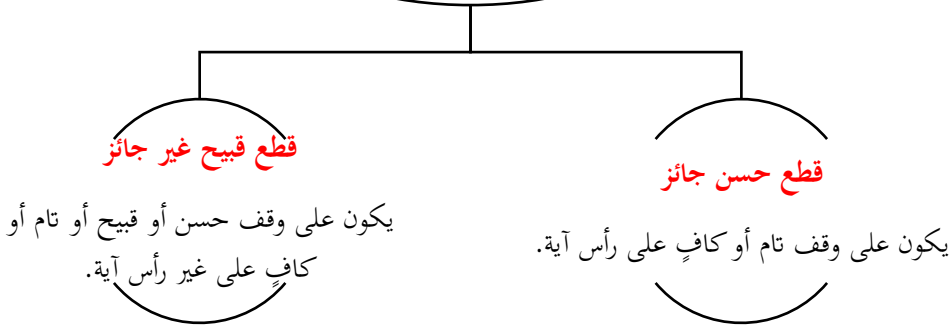 قطع حسن جائز
يكون على وقف تام أو كافٍ على رأس آية.
قطع قبيح غير جائز
يكون على وقف حسن أو قبيح أو تام أو
كافٍ على غير رأس آية.